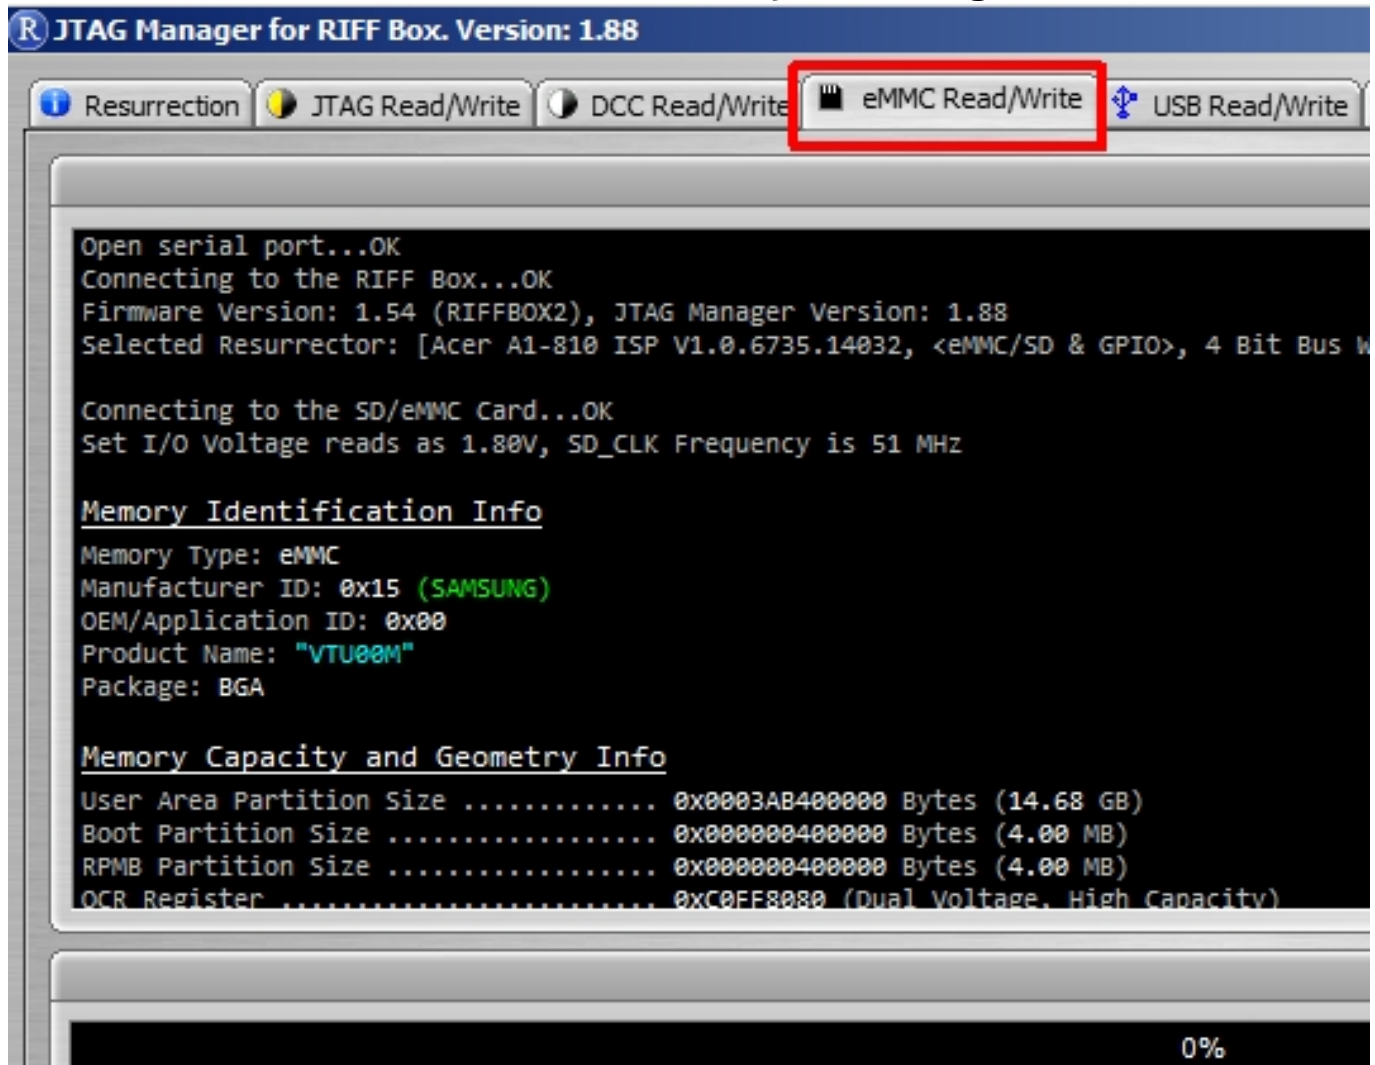 R JTAG Manager for RIFF Box. Version: 1.88
Resurrection JTAG Read/Write DCC Read/Write eMMC Read/Write USB Read/Write
Open serial port...OK
Connecting to the RIFF Box...OK
Firmware Version: 1.54 (RIFFBOX2), JTAG Manager Version: 1.88
Selected Resurrector: [Acer A1-810 ISP V1.0.6735.14032, <eMMC/SD & GPIO>, 4 Bit Bus
Connecting to the SD/eMMC Card...OK
Set I/O Voltage reads as 1.80V, SD_CLK Frequency is 51 MHz
Memory Identification Info
Memory Type: eMMC
Manufacturer ID: 0x15 (SAMSUNG)
OEM/Application ID: 0x00
Product Name: "VTU00M"
Package: BGA
Memory Capacity and Geometry Info
User Area Partition Size ............. 0x0003AB400000 Bytes (14.68 GB)
Boot Partition Size .................. 0x000000400000 Bytes (4.00 MB)
RPMB Partition Size .................. 0x000000400000 Bytes (4.00 MB)
OCR Register ......................... 0xC0FF8080 (Dual Voltage, High Capacity)
0%